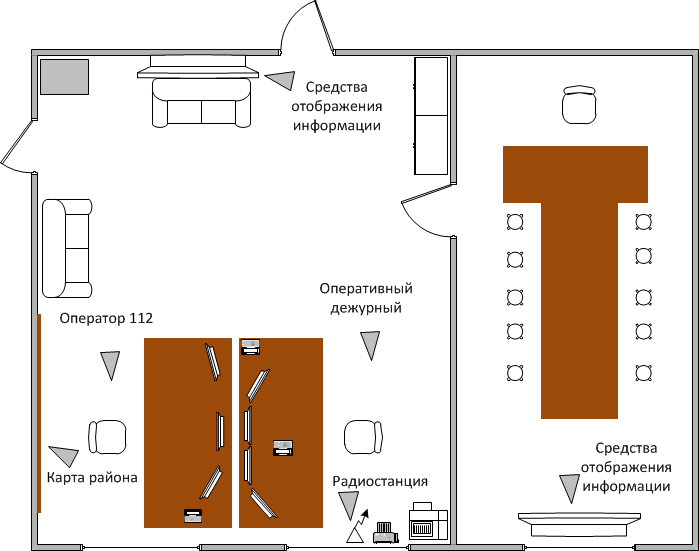 Средства
отображения
информации
Оперативный
дежурный
Оператор 112
Карта района
Радиостанция
Средства
отображения
информации